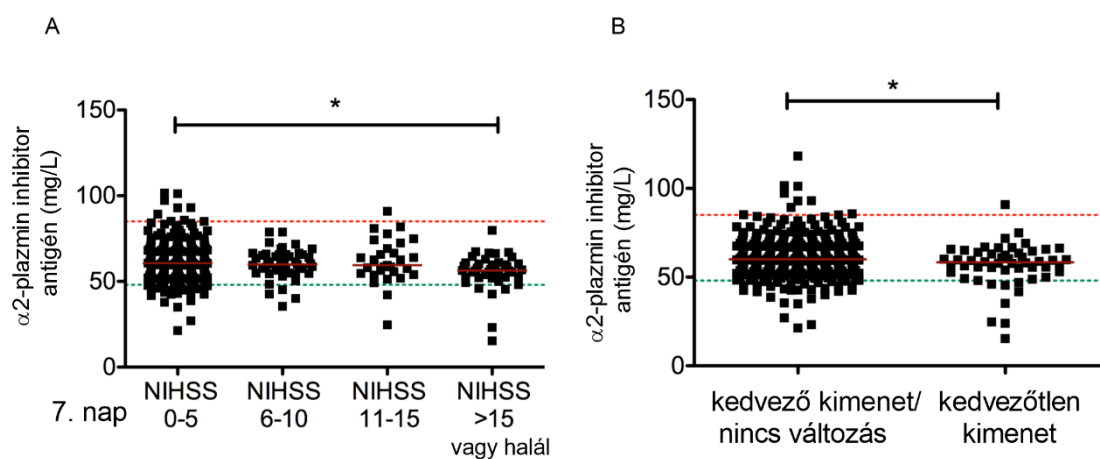 A
α2-plazmin inhibitor
antigén (mg/L)
150
100
50
0
*
7. nap
NIHSS
0-5
NIHSS
6-10
NIHSS
11-15
NIHSS
>15
vagy halál
B
α2-plazmin inhibitor
antigén (mg/L)
150
100
50
0
*
kedvező kimenet/
nincs változás
kedvezőtlen
kimenet